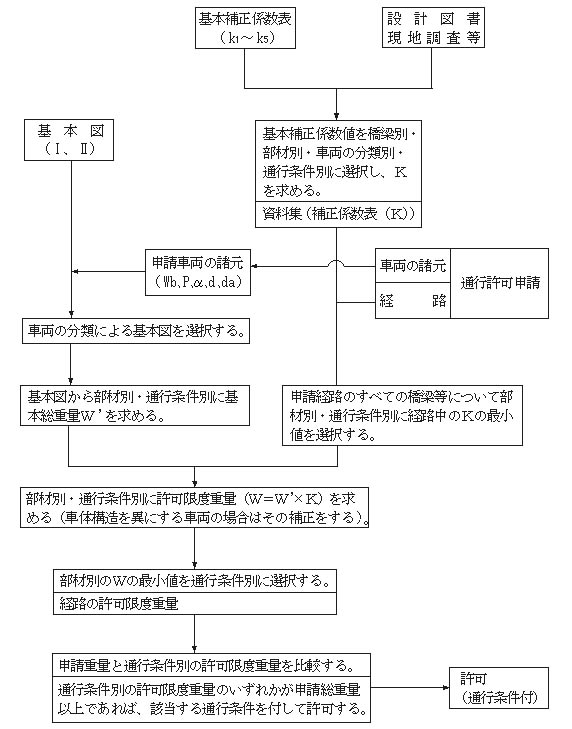 基本補正係数表
（k₁～k₅）
設計図書
現地調査等
基本図
（Ⅰ、Ⅱ）
基本補正係数値を橋梁別・
部材別・車両の分類別・
通行条件別に選択し、Ｋ
を求める。
資料集（補正係数表（Ｋ））
申請車両の諸元
（Wb､P､α､d､da）
車両の諸元
経路
通行許可申請
車両の分類による基本図を選択する。
基本図から部材別・通行条件別に基
本総重量Ｗ’を求める。
申請経路のすべての橋梁等について部
材別・通行条件別に経路中のＫの最小
値を選択する。
部材別・通行条件別に許可限度重量（Ｗ＝Ｗ’×Ｋ）を求
める（車体構造を異にする車両の場合はその補正をする）。
部材別のＷの最小値を通行条件別に選択する。
経路の許可限度重量
申請重量と通行条件別の許可限度重量を比較する。
通行条件別の許可限度重量のいずれかが申請総重量
以上であれば、該当する通行条件を付して許可する。
許可
（通行条件付）